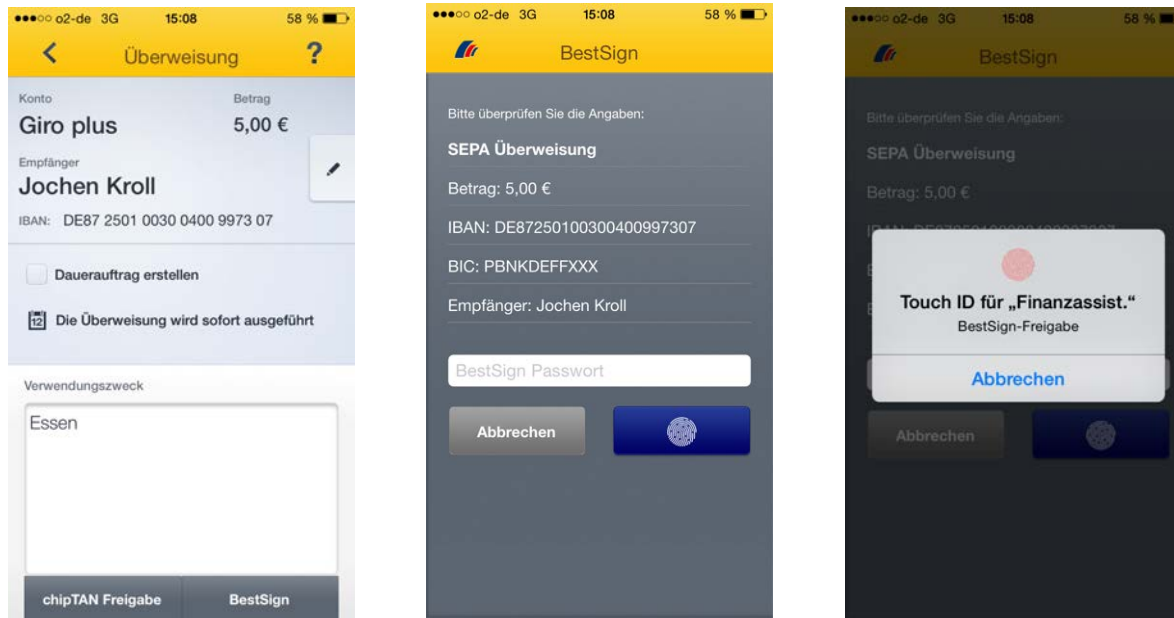 o2-de 3G 15:08 58 %
Überweisung ?
Konto Betrag
Giro plus 5,00 €
Empfänger
Jochen Kroll
IBAN: DE87 2501 0030 0400 9973 07
Dauerauftrag erstellen
12 Die Überweisung wird sofort ausgeführt
Verwendungszweck
Essen
chipTAN Freigabe BestSign
o2-de 3G 15:08 58 %
BestSign
Bitte überprüfen Sie die Angaben:
SEPA Überweisung
Betrag: 5,00 €
IBAN: DE87250100300400997307
BIC: PBNKDEFFXXX
Empfänger: Jochen Kroll
BestSign Passwort
Abbrechen
o2-de 3G 15:08 58 %
BestSign
Bitte überprüfen Sie die Angaben:
SEPA Überweisung
Betrag: 5,00 €
Touch ID für „Finanzassist.“
BestSign-Freigabe
Abbrechen
Abbrechen